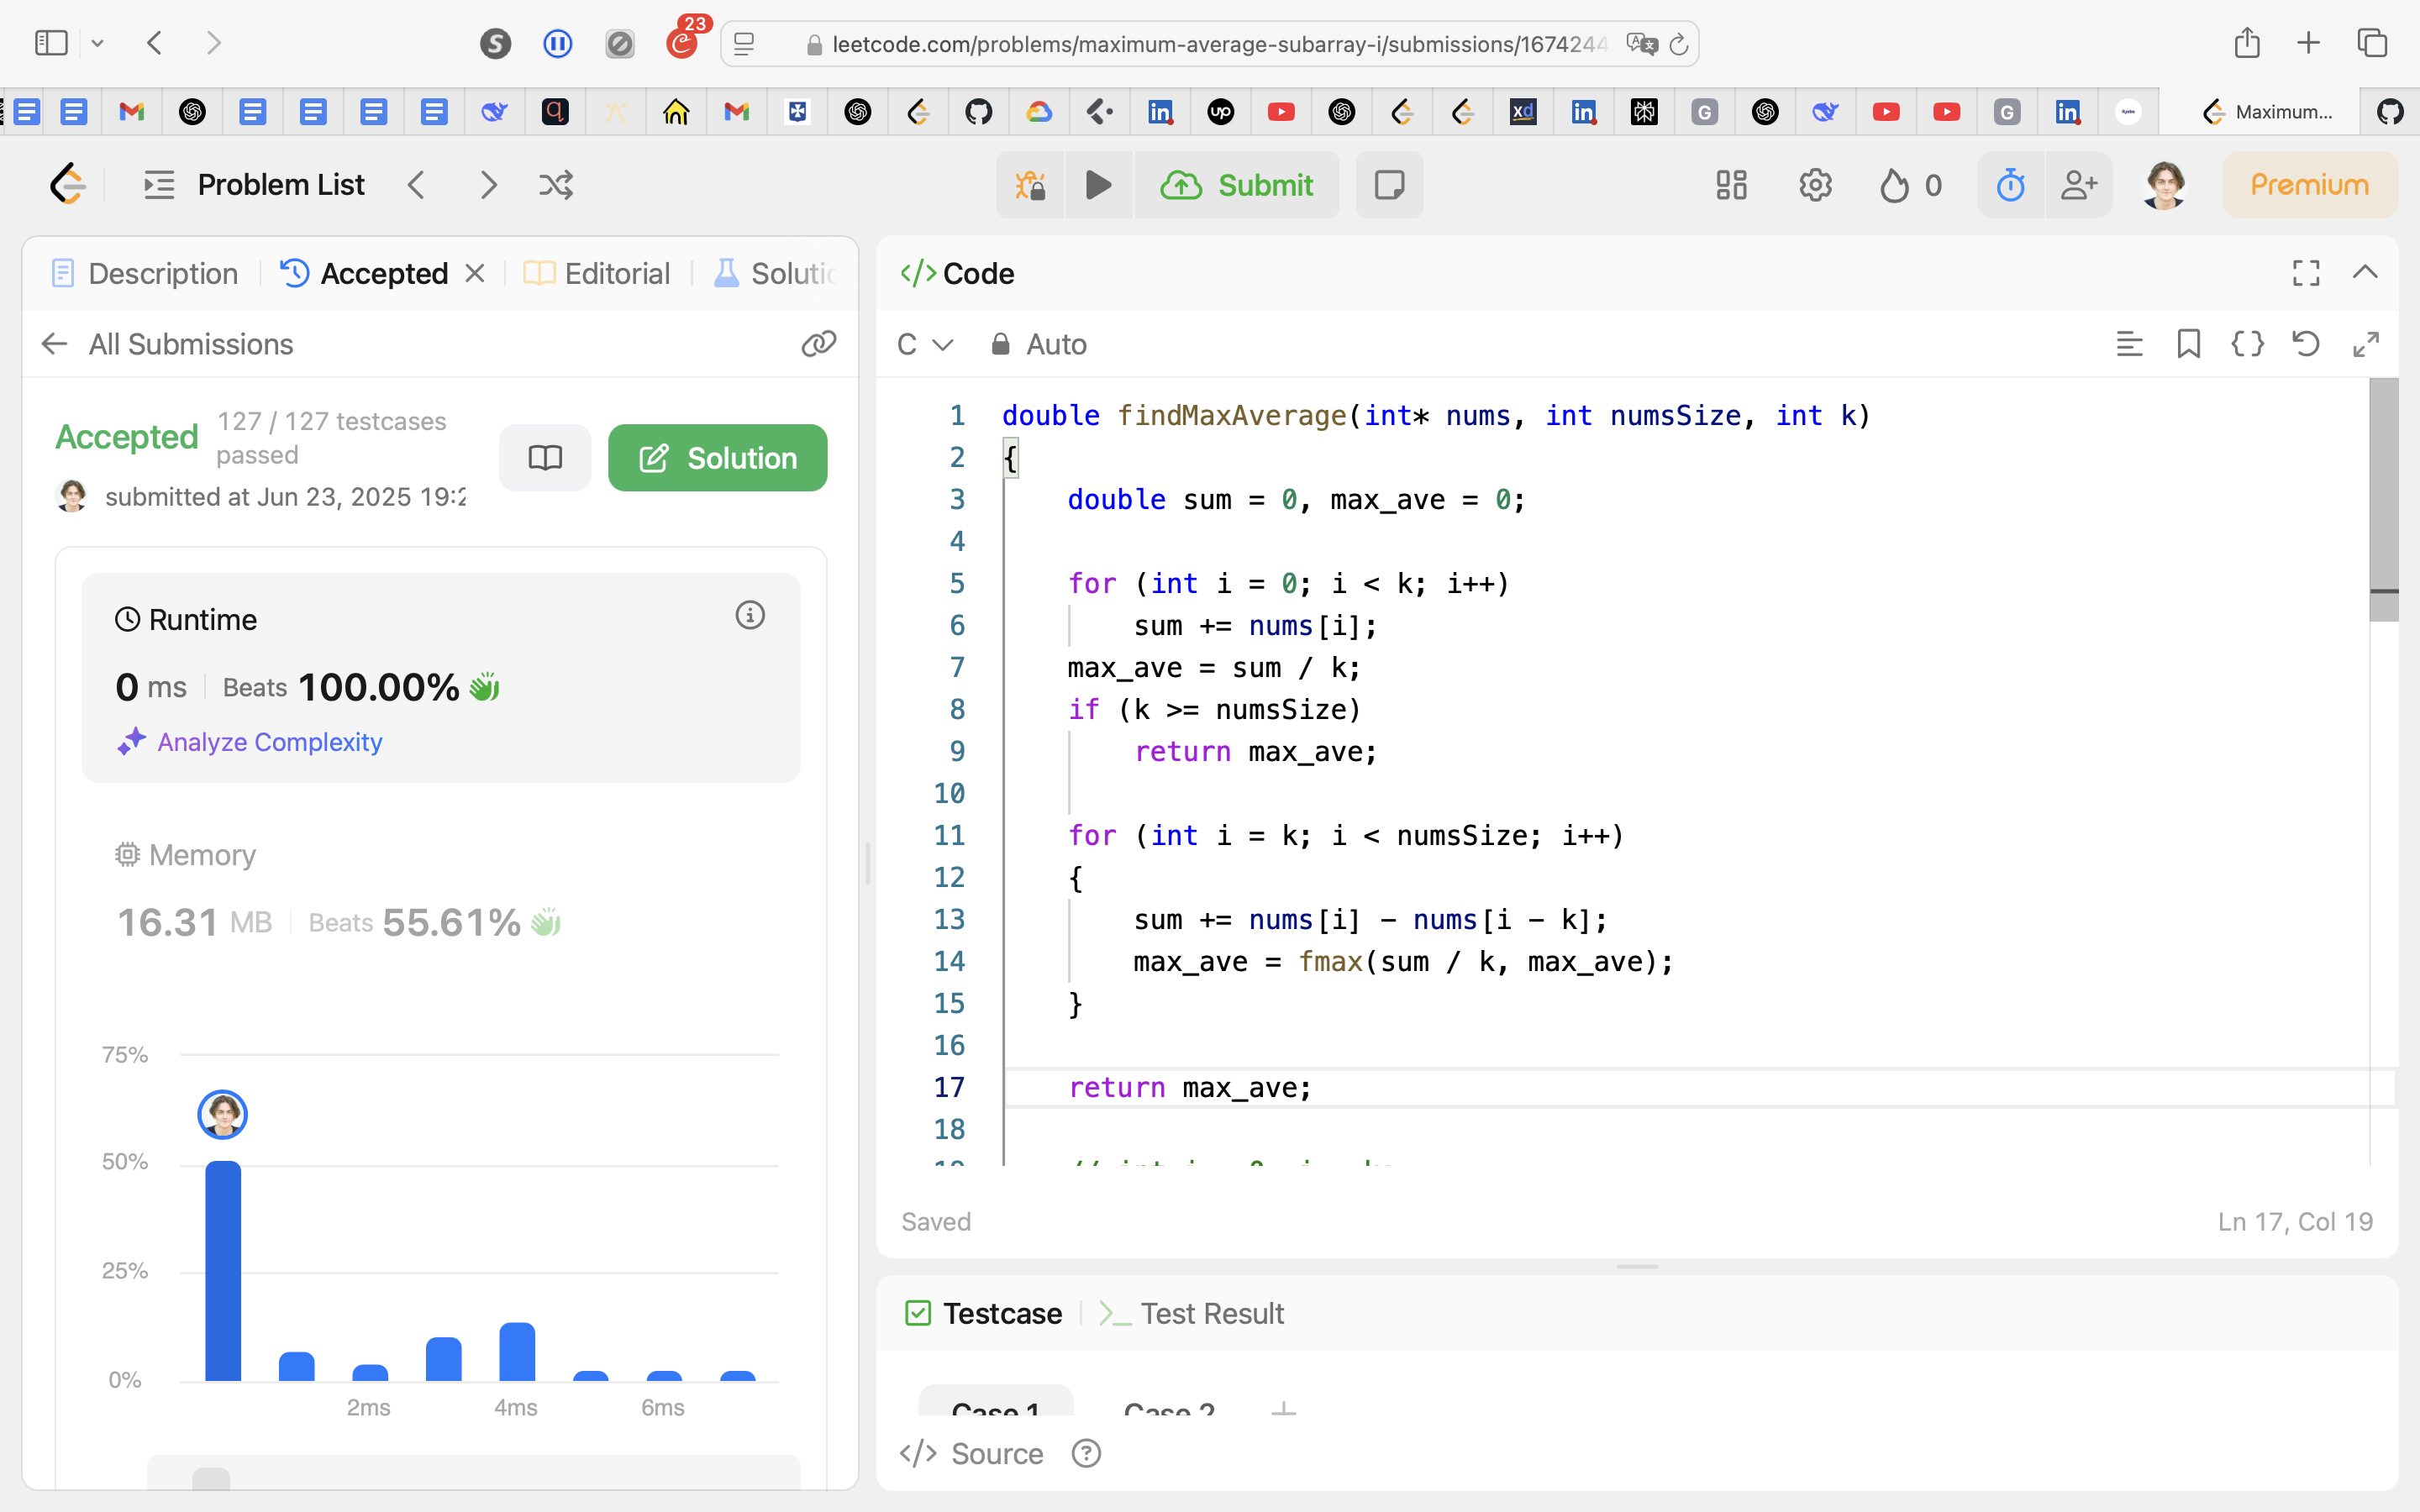 23
leetcode.com/problems/maximum-average-subarray-i/submissions/1674244
Maximum...
Problem List
Submit
0
Premium
Description
Accepted
Editorial
All Submissions
Accepted
127 / 127 testcases
passed
submitted at Jun 23, 2025
Solution
Runtime
0 ms
Beats 100.00%
Analyze Complexity
Memory
16.31 MB
Beats 55.61%
75%
50%
25%
0%
2ms
4ms
6ms
Code
C
Auto
1 double findMaxAverage(int* nums, int numsSize, int k)
2 {
3 double sum = 0, max_ave = 0;
4
5 for (int i = 0; i < k; i++)
6 sum += nums[i];
7 max_ave = sum / k;
8 if (k >= numsSize)
9 return max_ave;
10
11 for (int i = k; i < numsSize; i++)
12 {
13 sum += nums[i] - nums[i - k];
14 max_ave = fmax(sum / k, max_ave);
15 }
16
17 return max_ave;
18
Saved
Ln 17, Col 19
Testcase
Test Result
Case 1
Case 2
Source